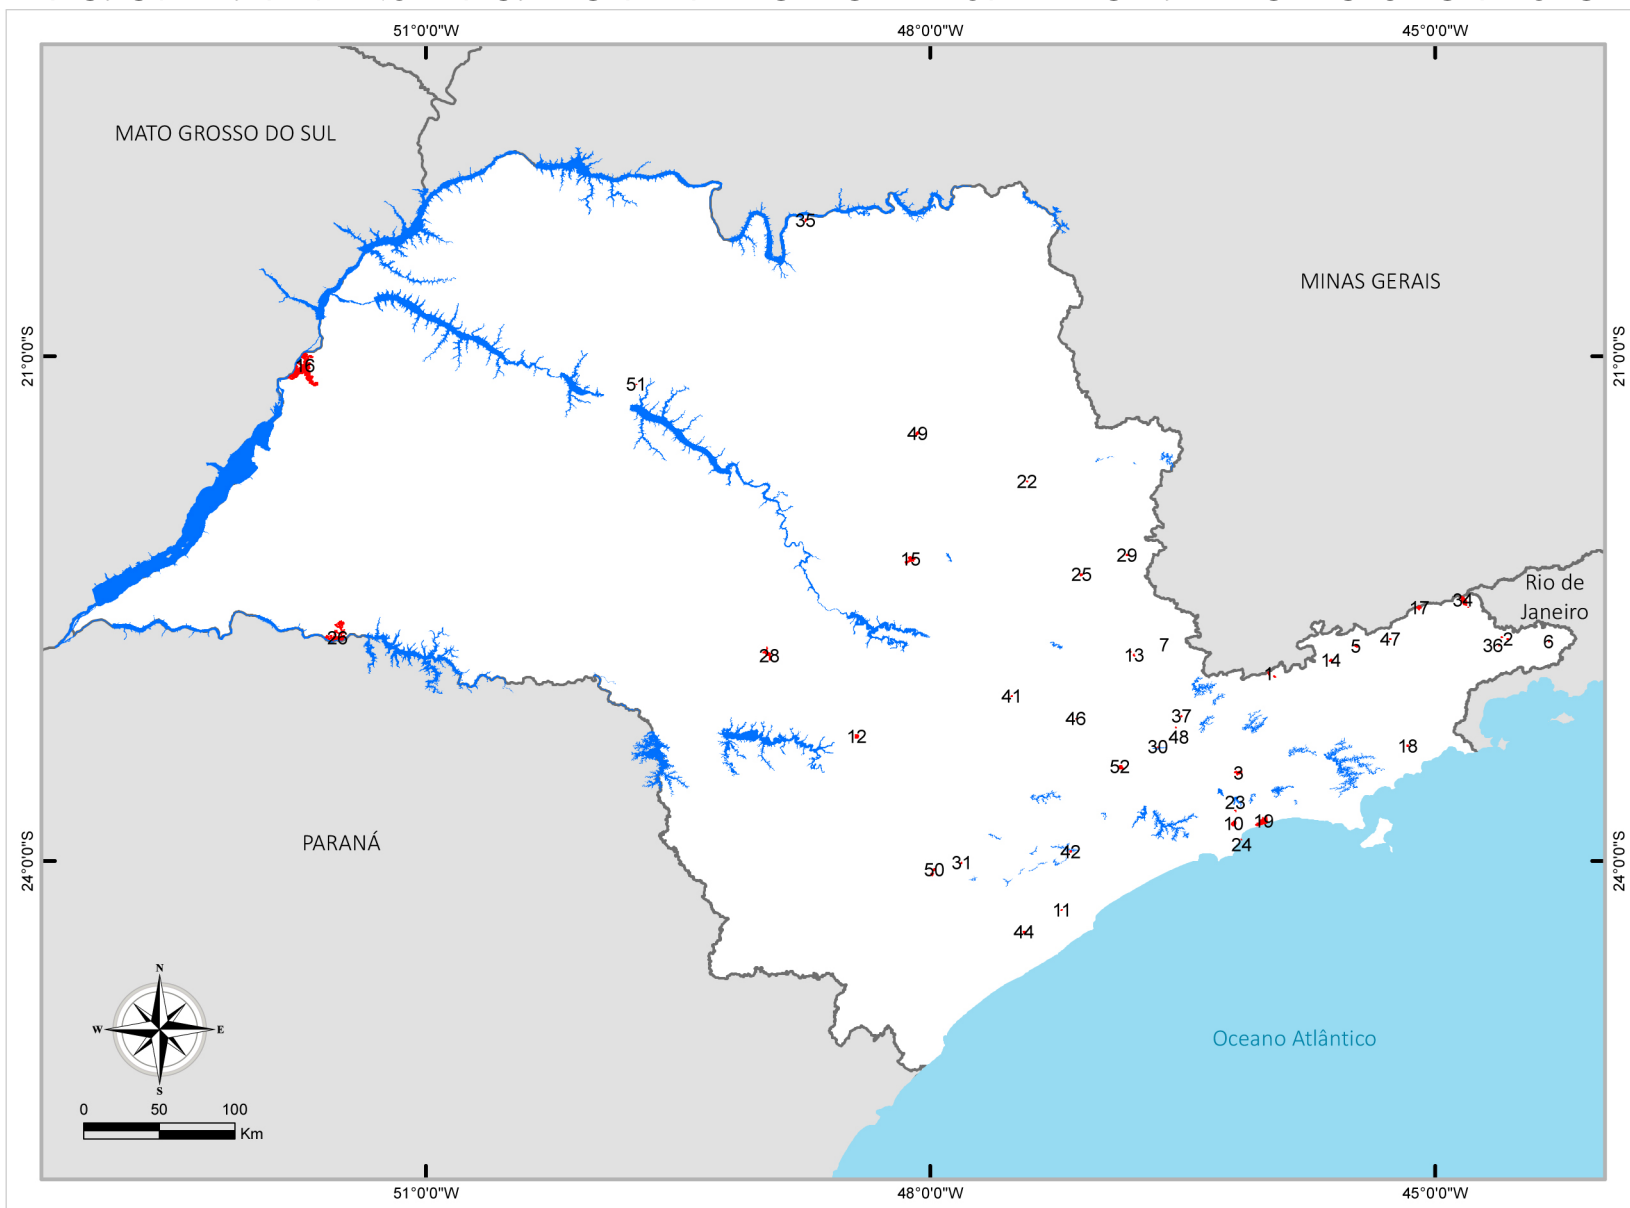 51°0'0"W 48°0'0"W 45°0'0"W
MATO GROSSO DO SUL
35
MINAS GERAIS
21°0'0"S 21°0'0"S
16
51
49
22
15
29
25
Rio de
Janeiro
17 34
26
28
13 7
1 14 5 47 36 2 6
41
46
37
48
30
12
18
52
3
23
10 19
24
PARANÁ
42
31
50
24°0'0"S 24°0'0"S
11
44
N
W E
S
Oceano Atlântico
0 50 100
Km
51°0'0"W 48°0'0"W 45°0'0"W